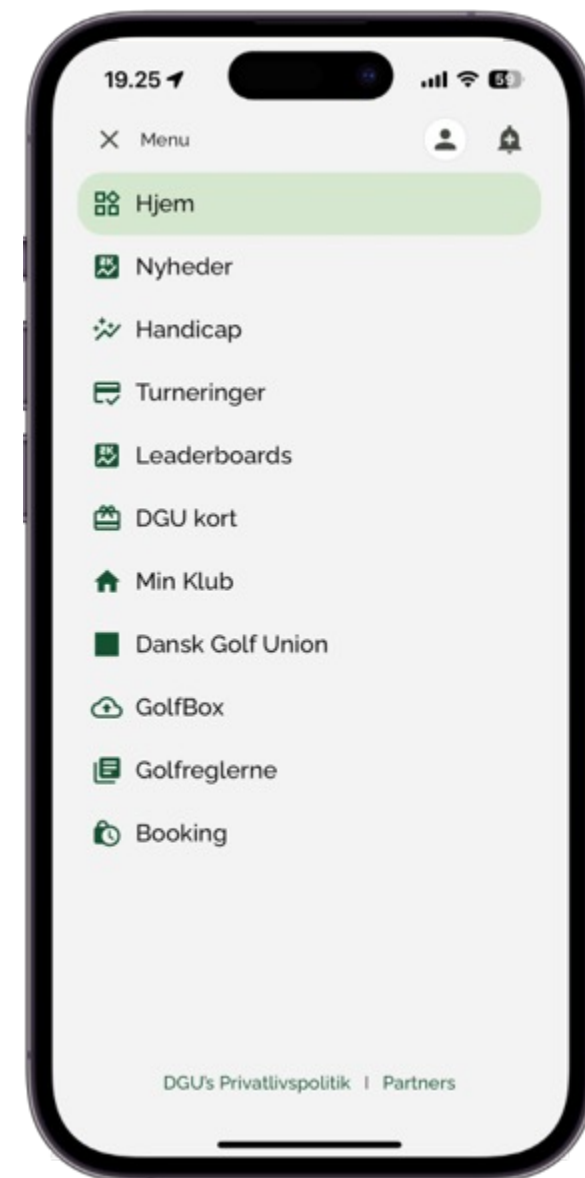 19.25
Menu
Hjem
Nyheder
Handicap
Turneringer
Leaderboards
DGU kort
Min Klub
Dansk Golf Union
GolfBox
Golfreglerne
Booking
DGU's Privatlivspolitik | Partners